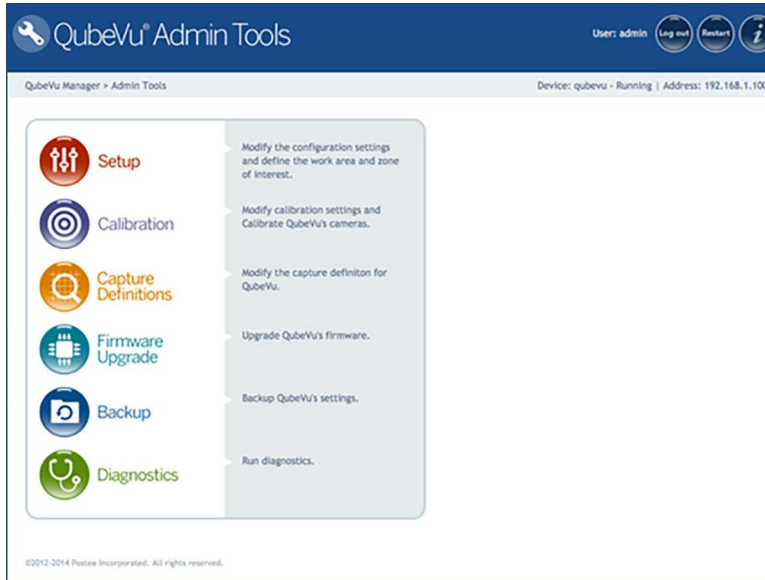 QubeVu® Admin Tools
User: admin
Log out
Restart
i
QubeVu Manager > Admin Tools
Device: qubevu - Running | Address: 192.168.1.100
Setup
Modify the configuration settings
and define the work area and zone
of interest.
Calibration
Modify calibration settings and
Calibrate QubeVu's cameras.
Capture
Definitions
Modify the capture definiton for
QubeVu.
Firmware
Upgrade
Upgrade QubeVu's firmware.
Backup
Backup QubeVu's settings.
Diagnostics
Run diagnostics.
©2012-2014 Postea Incorporated. All rights reserved.